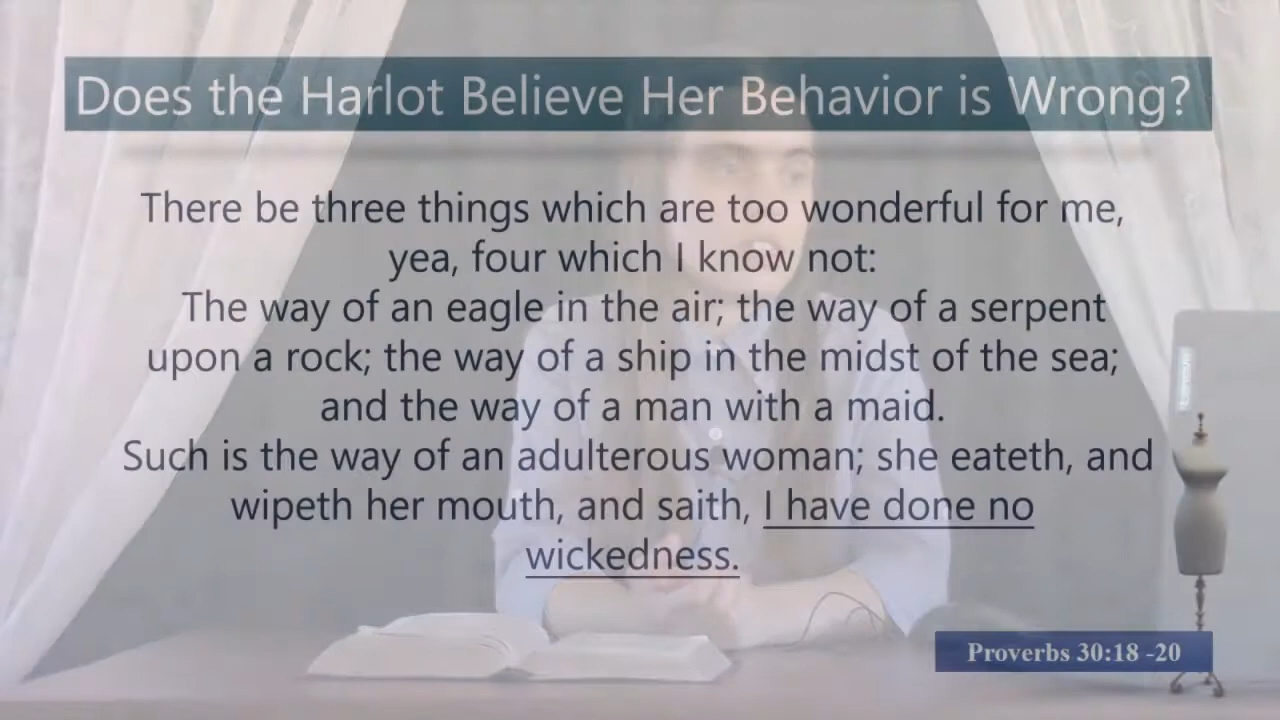 Does the Harlot Believe Her Behavior is Wrong?
There be three things which are too wonderful for me,
yea, four which I know not:
The way of an eagle in the air; the way of a serpent
upon a rock; the way of a ship in the midst of the sea;
and the way of a man with a maid.
Such is the way of an adulterous woman; she eateth, and
wipeth her mouth, and saith, I have done no
wickedness.
Proverbs 30:18 -20